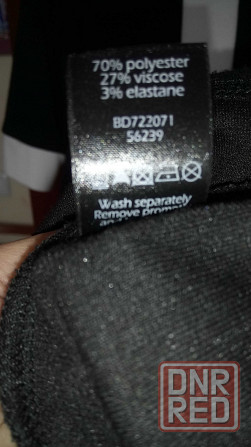 70% polyester
27% viscose
3% elastane
BD722071
56239
Wash separately
Remove promptly
DNR
RED